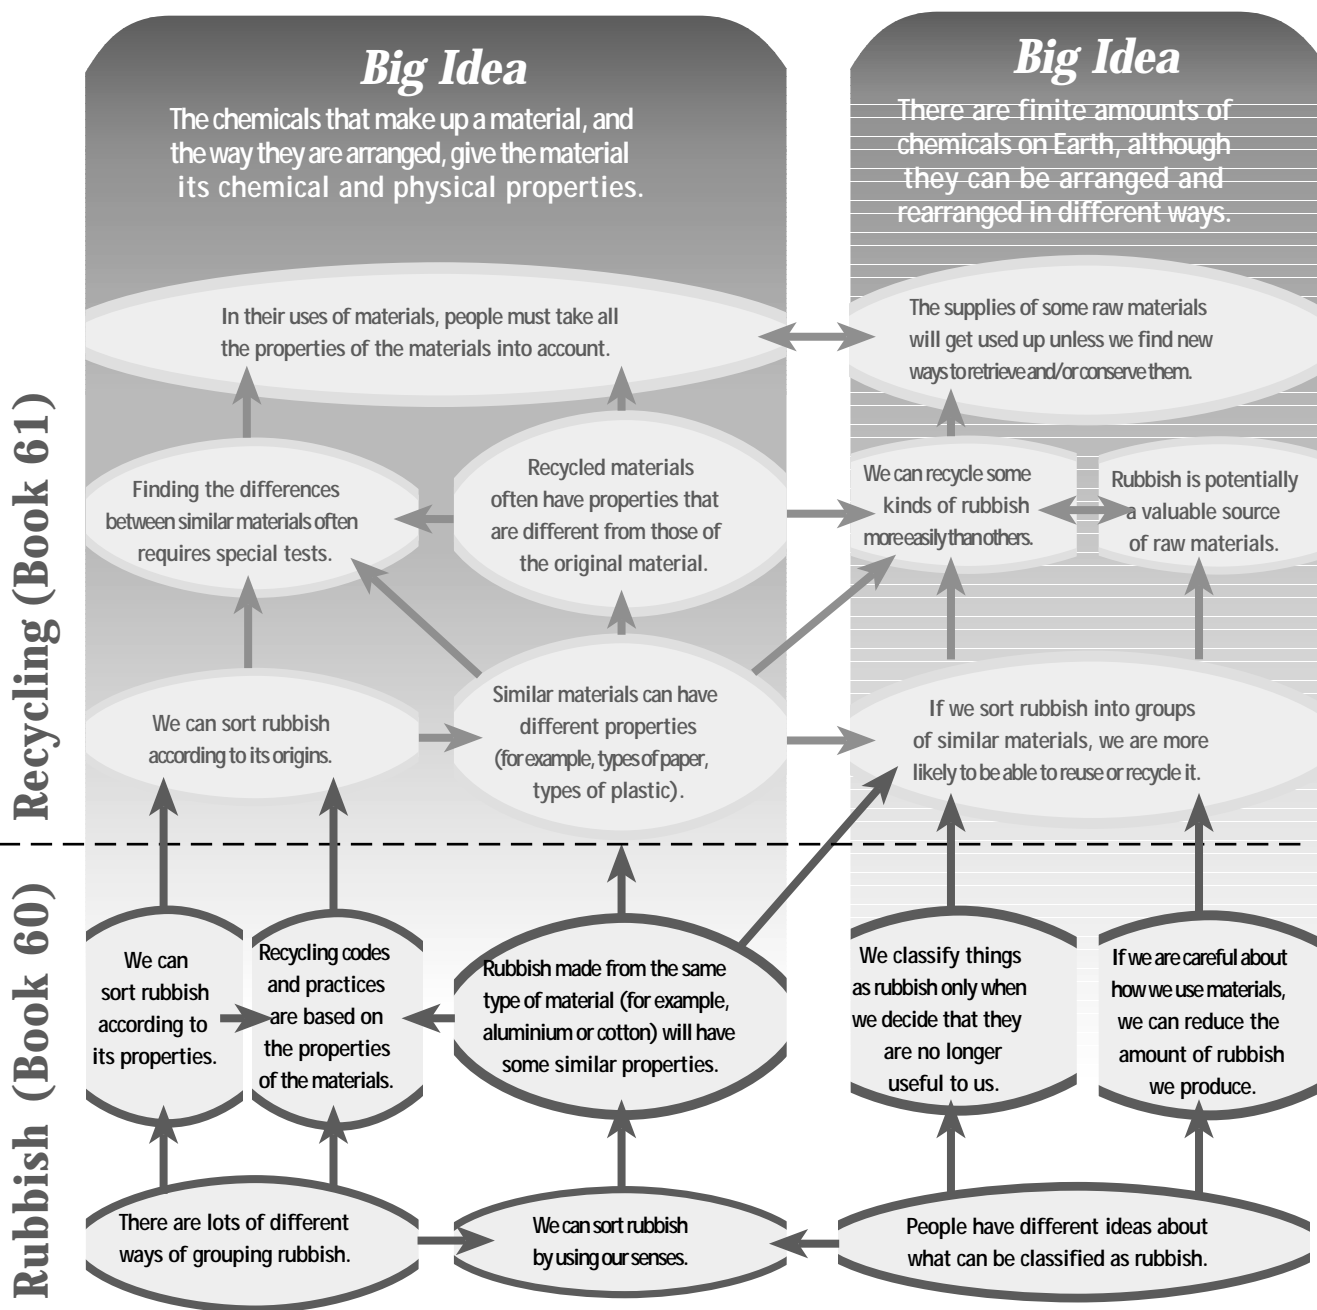 Big Idea
The chemicals that make up a material, and
the way they are arranged, give the material
its chemical and physical properties.
Big Idea
There are finite amounts of
chemicals on Earth, although
they can be arranged and
rearranged in different ways.
Recycling (Book 61)
In their uses of materials, people must take all
the properties of the materials into account.
The supplies of some raw materials
will get used up unless we find new
ways to retrieve and/or conserve them.
Finding the differences
between similar materials often
requires special tests.
Recycled materials
often have properties that
are different from those of
the original material.
We can recycle some
kinds of rubbish
more easily than others.
Rubbish is potentially
a valuable source
of raw materials.
We can sort rubbish
according to its origins.
Similar materials can have
different properties
(for example, types of paper,
types of plastic).
If we sort rubbish into groups
of similar materials, we are more
likely to be able to reuse or recycle it.
Rubbish (Book 60)
We can
sort rubbish
according to
its properties.
Recycling codes
and practices
are based on
the properties
of the materials.
Rubbish made from the same
type of material (for example,
aluminium or cotton) will have
some similar properties.
We classify things
as rubbish only when
we decide that they
are no longer
useful to us.
If we are careful about
how we use materials,
we can reduce the
amount of rubbish
we produce.
There are lots of different
ways of grouping rubbish.
We can sort rubbish
by using our senses.
People have different ideas about
what can be classified as rubbish.